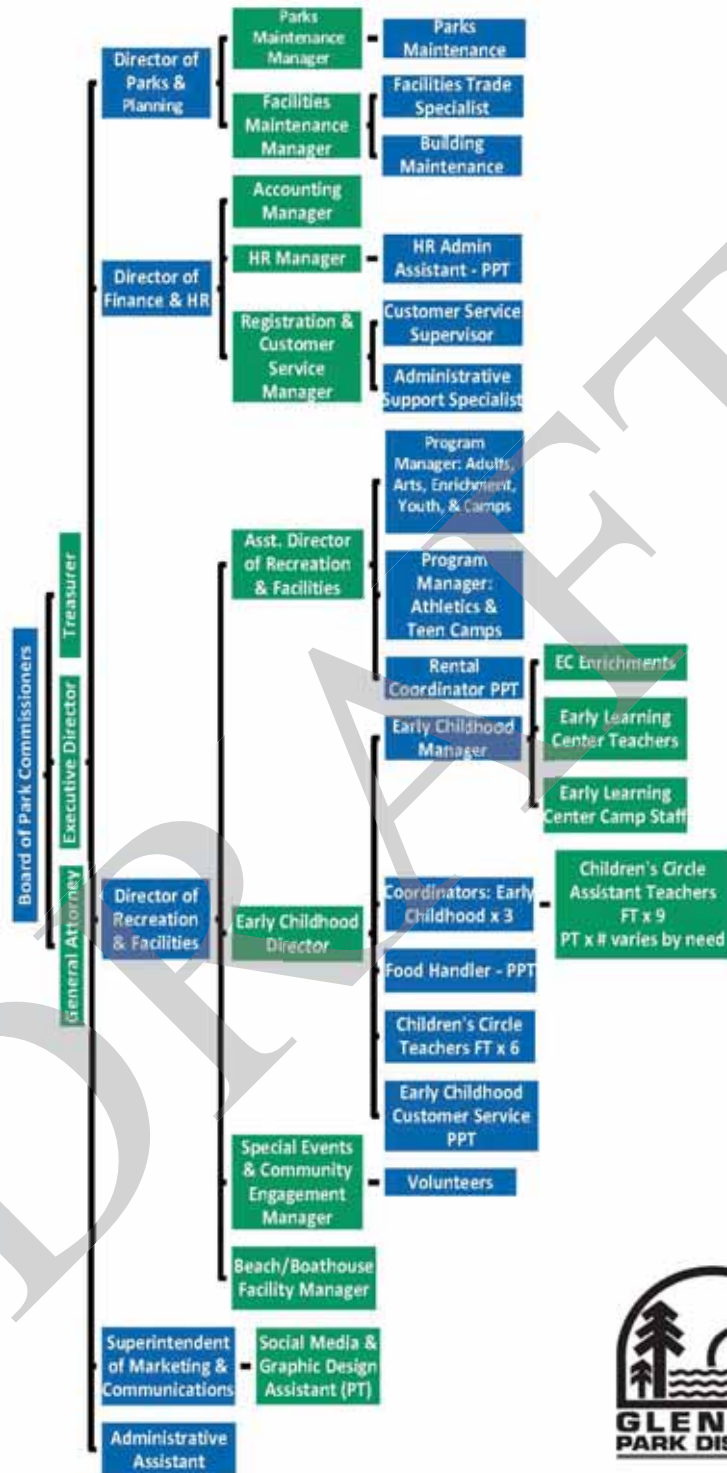 Board of Park Commissioners
Treasurer
Executive Director
General Attorney
Director of
Parks &
Planning
Parks
Maintenance
Manager
Parks
Maintenance
Facilities
Maintenance
Manager
Facilities Trade
Specialist
Building
Maintenance
Director of
Finance & HR
Accounting
Manager
HR Manager
HR Admin
Assistant - PPT
Registration &
Customer
Service
Manager
Customer Service
Supervisor
Administrative
Support Specialist
Director of
Recreation
& Facilities
Asst. Director
of Recreation
& Facilities
Program
Manager: Adults,
Arts, Enrichment,
Youth, & Camps
Program
Manager:
Athletics &
Teen Camps
Rental
Coordinator PPT
Early Childhood
Director
Early Childhood
Manager
EC Enrichments
Early Learning
Center Teachers
Early Learning
Center Camp Staff
Coordinators: Early
Childhood x 3
Children's Circle
Assistant Teachers
FT x 9
PT x # varies by need
Food Handler - PPT
Children's Circle
Teachers FT x 6
Early Childhood
Customer Service
PPT
Special Events
& Community
Engagement
Manager
Volunteers
Beach/Boathouse
Facility Manager
Superintendent
of Marketing &
Communications
Social Media &
Graphic Design
Assistant (PT)
Administrative
Assistant
DRAFT
GLEN
PARK DIS